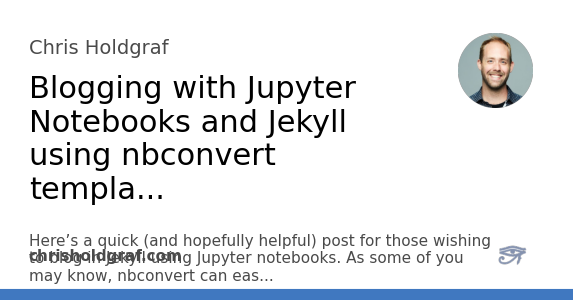 Chris Holdgraf
Blogging with Jupyter
Notebooks and Jekyll
using nbconvert
templa...
Here’s a quick (and hopefully helpful) post for those wishing
to blog in Jekyll using Jupyter notebooks. As some of you
chrisholdgraf.com
may know, nbconvert can eas...